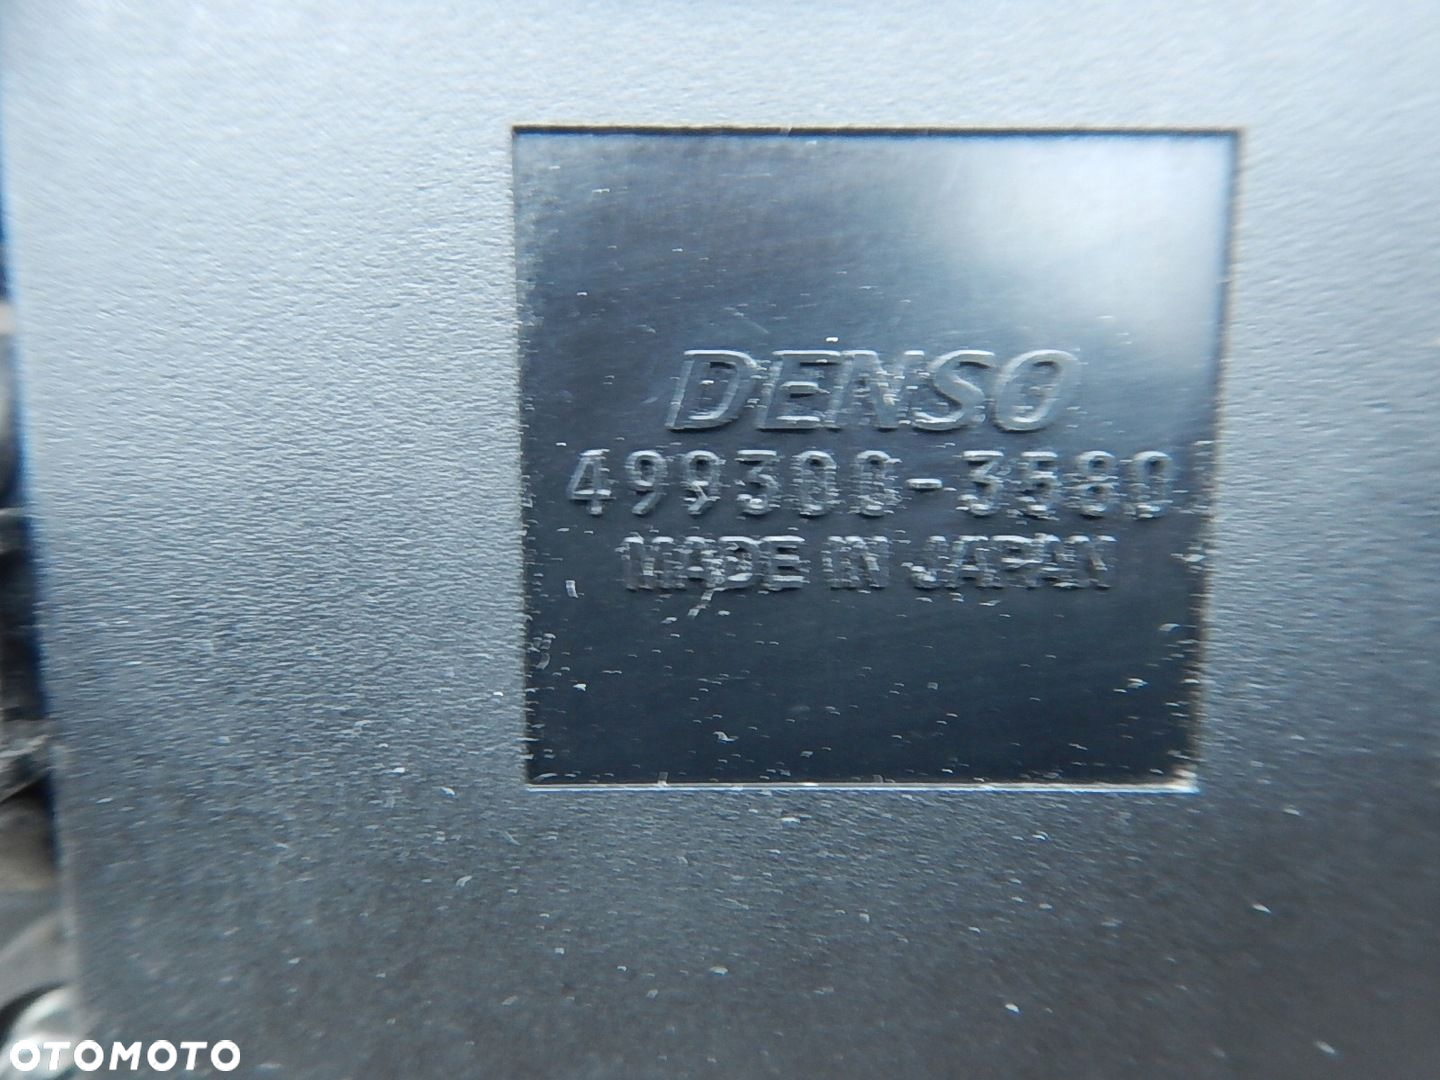 DENSO
499300-3580
MADE IN JAPAN
OTOMOTO